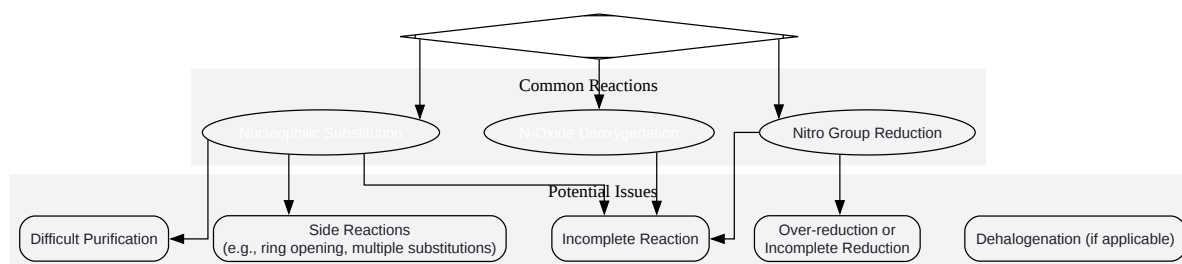 Common Reactions
Nucleophilic Substitution
N-Oxide Deoxygenation
Nitro Group Reduction
Potential Issues
Difficult Purification
Side Reactions
(e.g., ring opening, multiple substitutions)
Incomplete Reaction
Over-reduction or
Incomplete Reduction
Dehalogenation (if applicable)